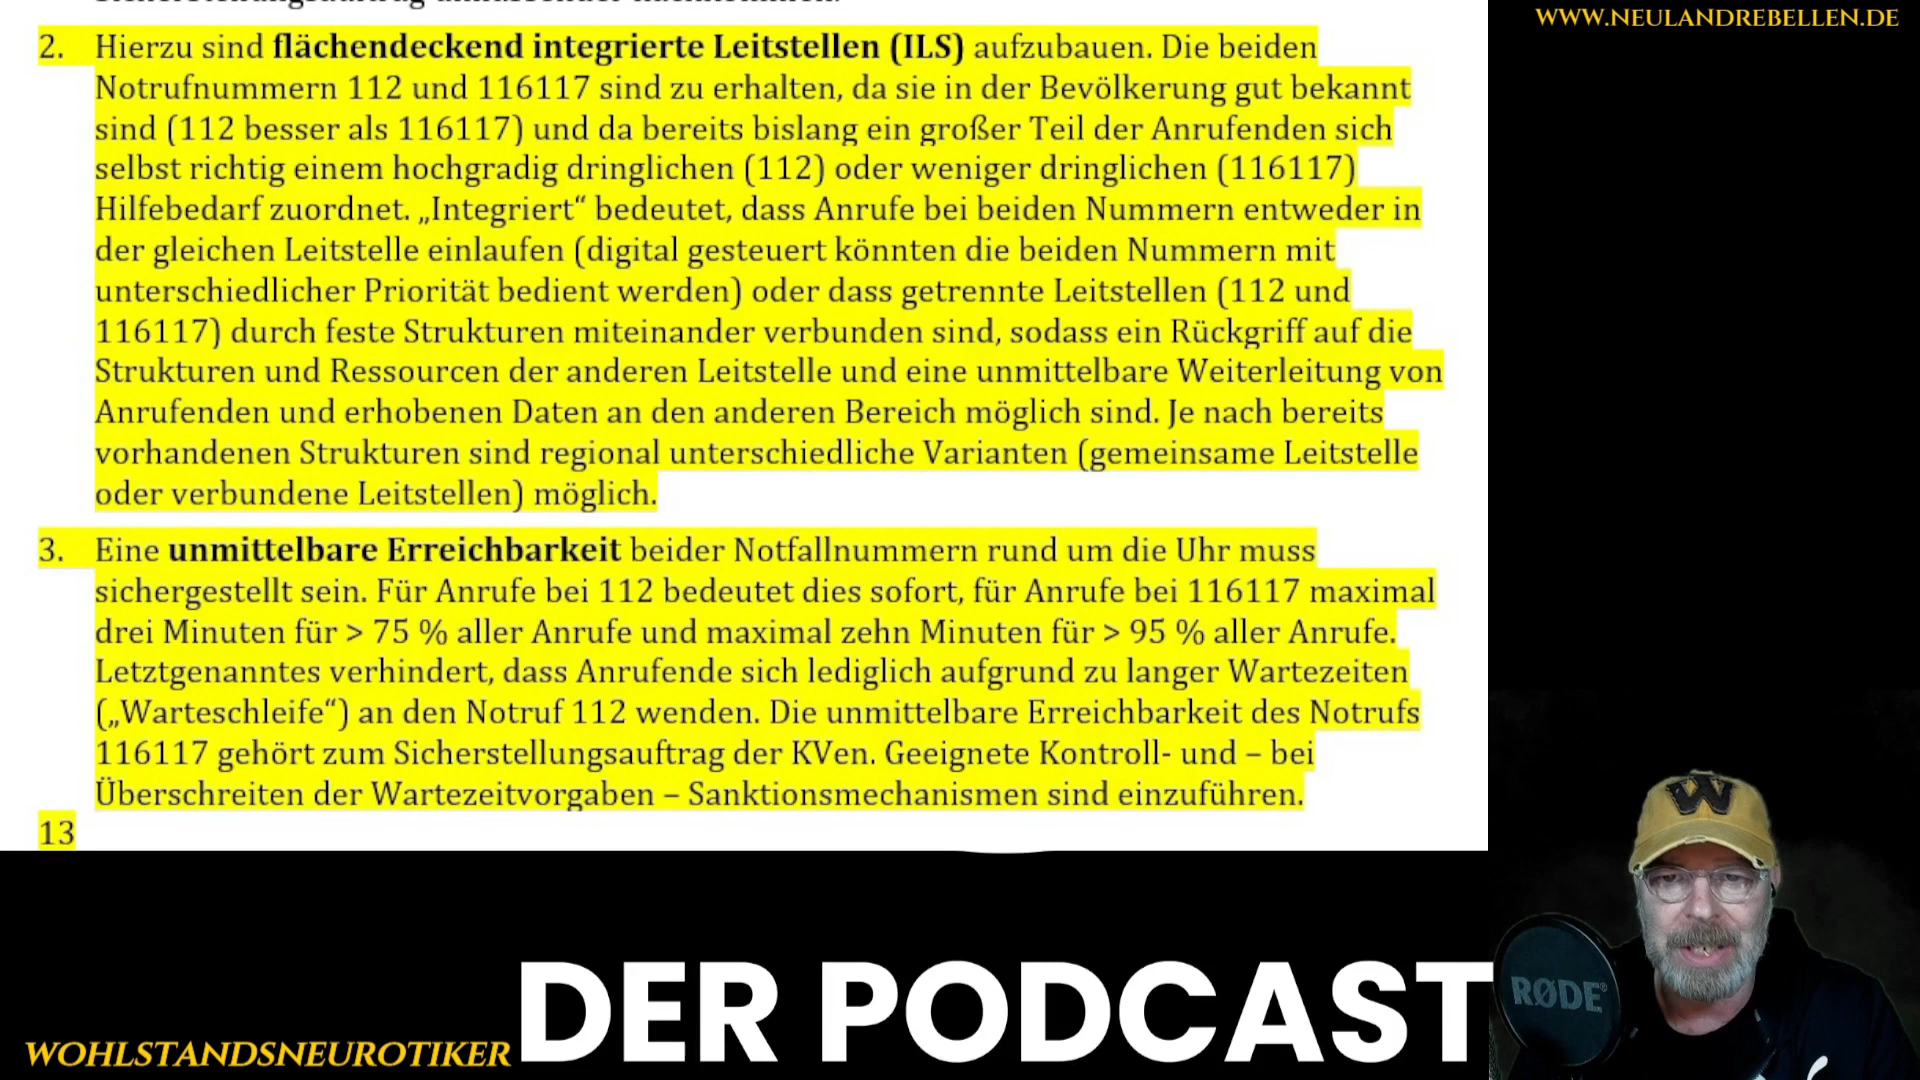 WWW.NEULANDREBELLEN.DE
2. Hierzu sind flächendeckend integrierte Leitstellen (ILS) aufzubauen. Die beiden
Notrufnummern 112 und 116117 sind zu erhalten, da sie in der Bevölkerung gut bekannt
sind (112 besser als 116117) und da bereits bislang ein großer Teil der Anrufenden sich
selbst richtig einem hochgradig dringlichen (112) oder weniger dringlichen (116117)
Hilfebedarf zuordnet. „Integriert“ bedeutet, dass Anrufe bei beiden Nummern entweder in
der gleichen Leitstelle einlaufen (digital gesteuert könnten die beiden Nummern mit
unterschiedlicher Priorität bedient werden) oder dass getrennte Leitstellen (112 und
116117) durch feste Strukturen miteinander verbunden sind, sodass ein Rückgriff auf die
Strukturen und Ressourcen der anderen Leitstelle und eine unmittelbare Weiterleitung von
Anrufenden und erhobenen Daten an den anderen Bereich möglich sind. Je nach bereits
vorhandenen Strukturen sind regional unterschiedliche Varianten (gemeinsame Leitstelle
oder verbundene Leitstellen) möglich.
3. Eine unmittelbare Erreichbarkeit beider Notfallnummern rund um die Uhr muss
sichergestellt sein. Für Anrufe bei 112 bedeutet dies sofort, für Anrufe bei 116117 maximal
drei Minuten für > 75 % aller Anrufe und maximal zehn Minuten für > 95 % aller Anrufe.
Letztgenanntes verhindert, dass Anrufende sich lediglich aufgrund zu langer Wartezeiten
(„Warteschleife“) an den Notruf 112 wenden. Die unmittelbare Erreichbarkeit des Notrufs
116117 gehört zum Sicherstellungsauftrag der KVen. Geeignete Kontroll- und – bei
Überschreiten der Wartezeitvorgaben – Sanktionsmechanismen sind einzuführen.
13
W
RØDE
DER PODCAST
WOHLSTANDSNEUROTIKER